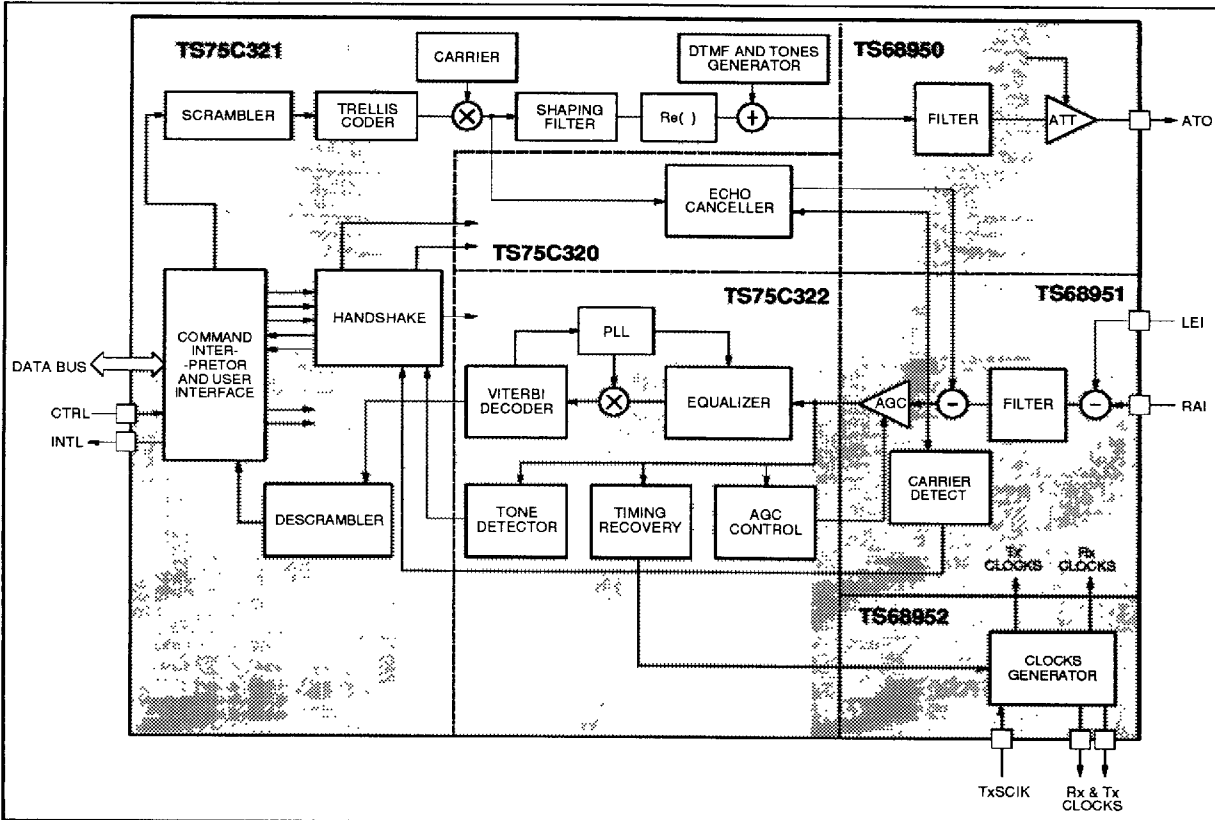 TS75C321
CARRIER
DTMF AND TONES
GENERATOR
TS68950
SCRAMBLER
TRELLIS
CODER
SHAPING
FILTER
Re( )
FILTER
ATT
ATO
ECHO
CANCELLER
TS75C320
TS75C322
TS68951
COMMAND
INTER-
-PRETOR
AND USER
INTERFACE
HANDSHAKE
PLL
LEI
DATA BUS
VITERBI
DECODER
EQUALIZER
AGC
FILTER
RAI
CTRL
INTL
DESCRAMBLER
TONE
DETECTOR
TIMING
RECOVERY
AGC
CONTROL
CARRIER
DETECT
Tx
CLOCKS
Rx
CLOCKS
TS68952
CLOCKS
GENERATOR
TxSCIK
Rx & Tx
CLOCKS